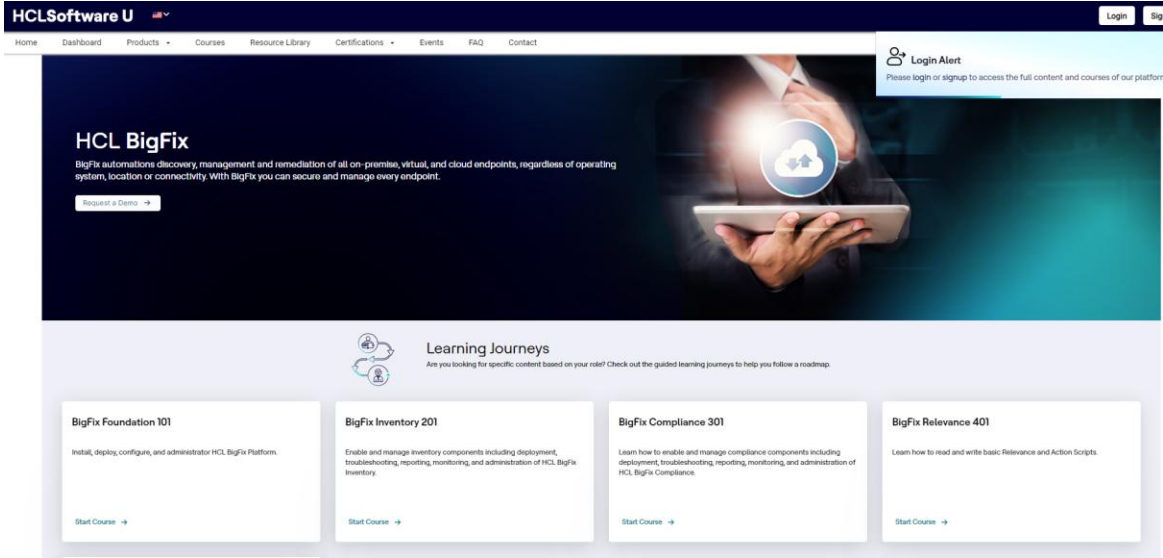 HCLSoftware U
Login
Sig
Home
Dashboard
Products
Courses
Resource Library
Certifications
Events
FAQ
Contact
Login Alert
Please login or signup to access the full content and courses of our platform
HCL BigFix
BigFix automations discovery, management and remediation of all on-premise, virtual, and cloud endpoints, regardless of operating
system, location or connectivity. With BigFix you can secure and manage every endpoint.
Request a Demo →
Learning Journeys
Are you looking for specific content based on your role? Check out the guided learning journeys to help you follow a roadmap.
BigFix Foundation 101
Install, deploy, configure, and administrator HCL BigFix Platform.
Start Course →
BigFix Inventory 201
Enable and manage inventory components including deployment,
troubleshooting, reporting, monitoring, and administration of HCL BigFix
Inventory.
Start Course →
BigFix Compliance 301
Learn how to enable and manage compliance components including
deployment, troubleshooting, reporting, monitoring, and administration of
HCL BigFix Compliance.
Start Course →
BigFix Relevance 401
Learn how to read and write basic Relevance and Action Scripts.
Start Course →